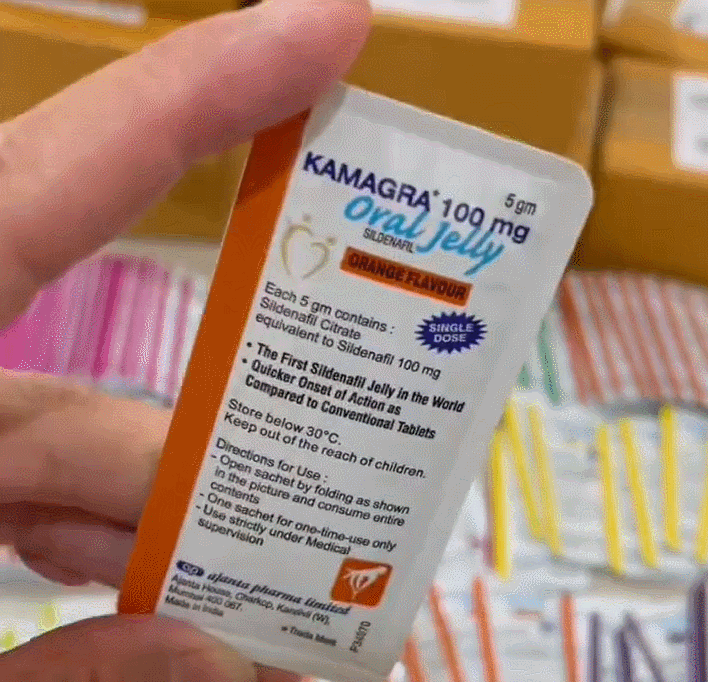 KAMAGRA® 100 mg
5 gm
Oral Jelly
SILDENAFIL
ORANGE FLAVOUR
Each 5 gm contains :
Sildenafil Citrate
equivalent to Sildenafil 100 mg
SINGLE
DOSE
• The First Sildenafil Jelly in the World
• Quicker Onset of Action as
Compared to Conventional Tablets
Store below 30°C.
Keep out of the reach of children.
Directions for Use :
- Open sachet by folding as shown
in the picture and consume entire
contents
- One sachet for one-time-use only
- Use strictly under Medical
supervision
ajanta pharma limited
Ajanta House, Charkop, Kandivli (W),
Mumbai 400 067.
Made in India
Trade Mark
P34070